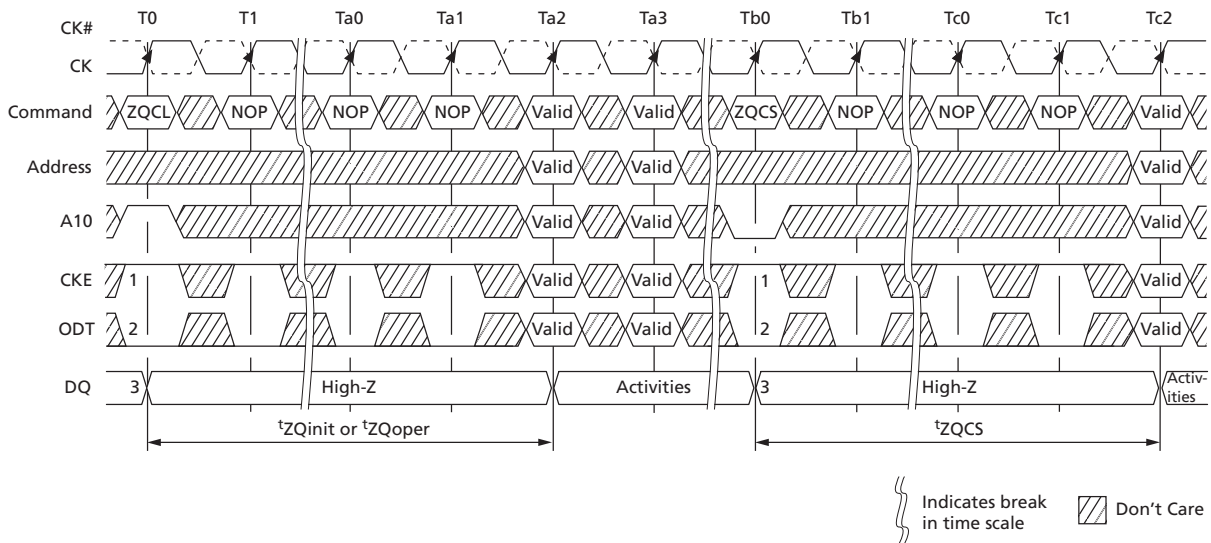 T0 T1 Ta0 Ta1 Ta2 Ta3 Tb0 Tb1 Tc0 Tc1 Tc2
CK#
CK
Command ZQCL NOP NOP NOP Valid Valid ZQCS NOP NOP NOP Valid
Address Valid Valid Valid
A10 Valid Valid Valid
CKE 1 Valid Valid 1 Valid
ODT 2 Valid Valid 2 Valid
DQ 3 High-Z Activities 3 High-Z Activ-
ities
tZQinit or tZQoper tZQCS
Indicates break
in time scale
Don't Care